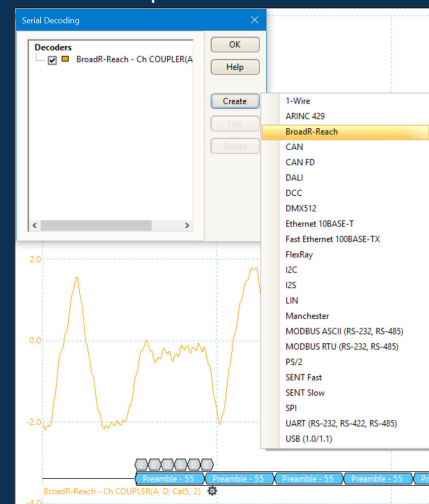 Serial Decoding
Decoders
BroadR-Reach - Ch COUPLER(A
OK
Help
Create
Edit
Delete
1-Wire
ARINC 429
BroadR-Reach
CAN
CAN FD
DALI
DCC
DMX512
Ethernet 10BASE-T
Fast Ethernet 100BASE-TX
FlexRay
I2C
I2S
LIN
Manchester
MODBUS ASCII (RS-232, RS-485)
MODBUS RTU (RS-232, RS-485)
PS/2
SENT Fast
SENT Slow
SPI
UART (RS-232, RS-422, RS-485)
USB (1.0/1.1)
2.0
0.0
-2.0
Preamble - 55 Preamble - 55 Preamble - 55 Preamble - 55 Pr
BroadR-Reach - Ch COUPLER(A, D, Cat5, 2)
-4.0